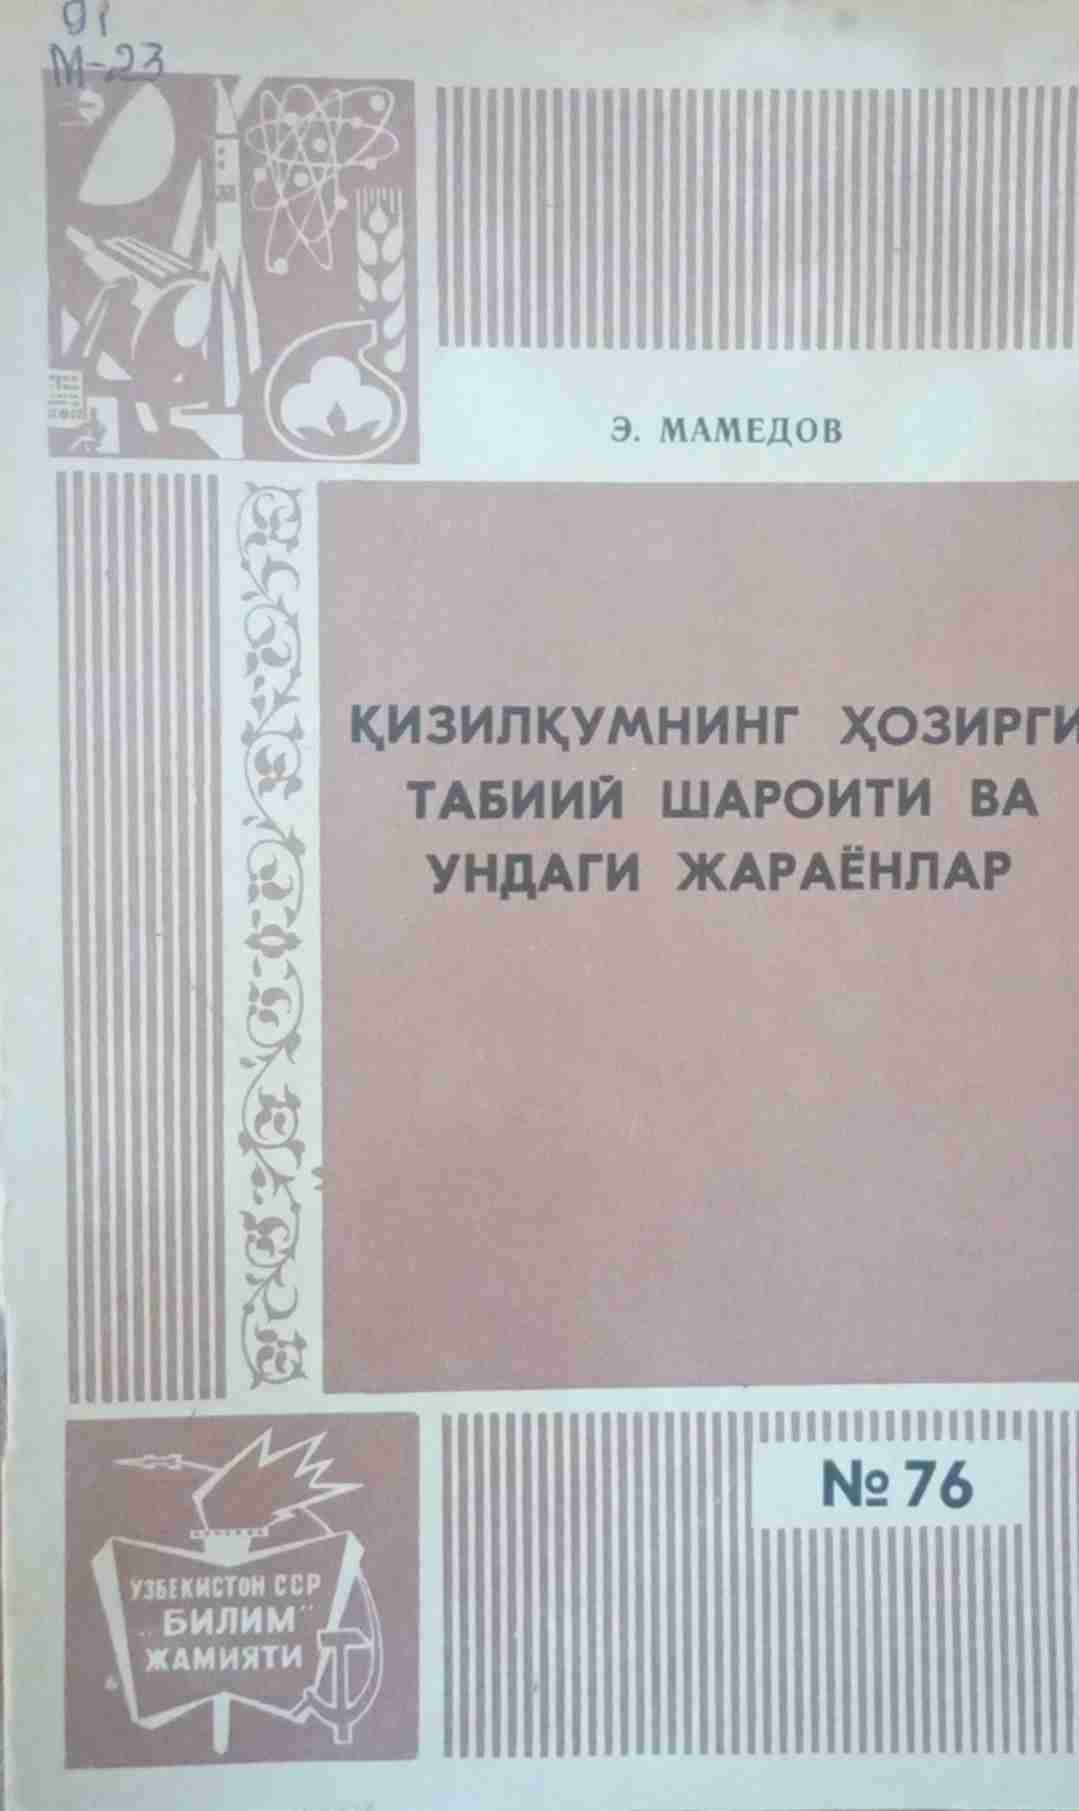 91
М-23
Э. МАМЕДОВ
ҚИЗИЛҚУМНИНГ ҲОЗИРГИ
ТАБИИЙ ШАРОИТИ ВА
УНДАГИ ЖАРАЁНЛАР
№ 76
УЗБЕКИСТОН ССР
„БИЛИМ"
ЖАМИЯТИ